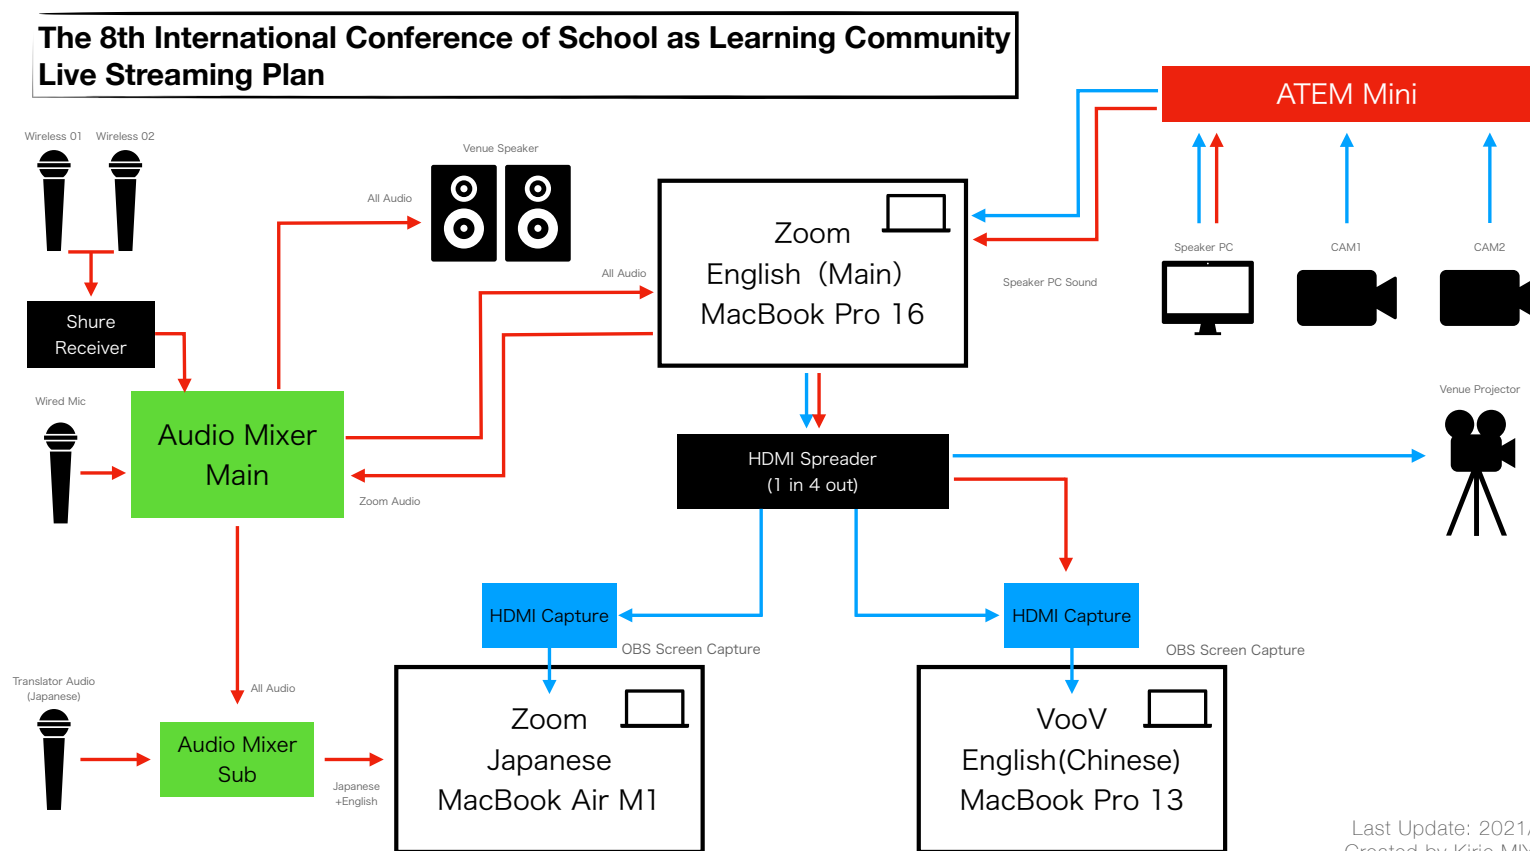 The 8th International Conference of School as Learning Community
Live Streaming Plan
ATEM Mini
Wireless 01
Wireless 02
Venue Speaker
All Audio
Zoom
English（Main）
MacBook Pro 16
All Audio
Speaker PC Sound
Speaker PC
CAM1
CAM2
Shure
Receiver
Wired Mic
Audio Mixer
Main
Zoom Audio
HDMI Spreader
(1 in 4 out)
Venue Projector
HDMI Capture
OBS Screen Capture
HDMI Capture
OBS Screen Capture
Translator Audio
(Japanese)
All Audio
Audio Mixer
Sub
Japanese
+English
Zoom
Japanese
MacBook Air M1
VooV
English(Chinese)
MacBook Pro 13
Last Update: 2021/
Created by Kirie